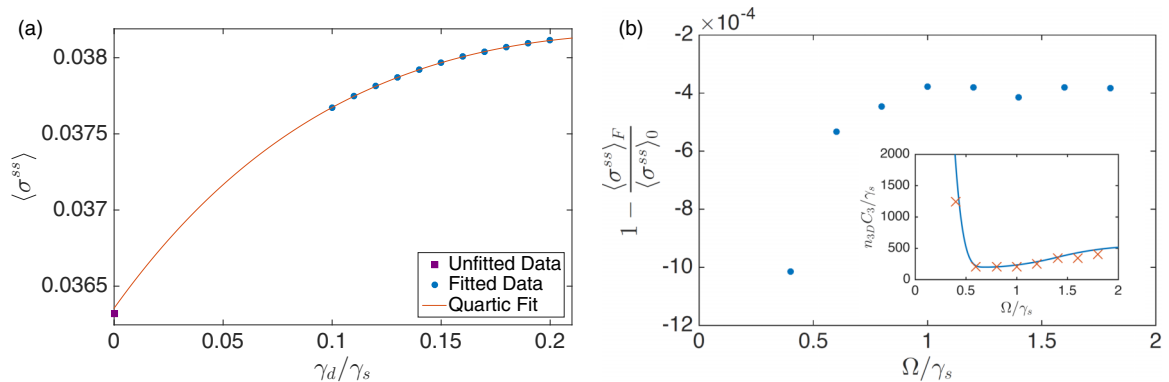 (a)
⟨σ^{ss}⟩
0.038
0.0375
0.037
0.0365
0
0.05
0.1
0.15
0.2
γ_d/γ_s
Unfitted Data
Fitted Data
Quartic Fit
(b)
×10^{-4}
1 − ⟨σ^{ss}⟩_F / ⟨σ^{ss}⟩_0
-2
-4
-6
-8
-10
-12
0
0.5
1
1.5
2
Ω/γ_s
n_{3D}C_3/γ_s
2000
1500
1000
500
0
0
0.5
1
1.5
2
Ω/γ_s